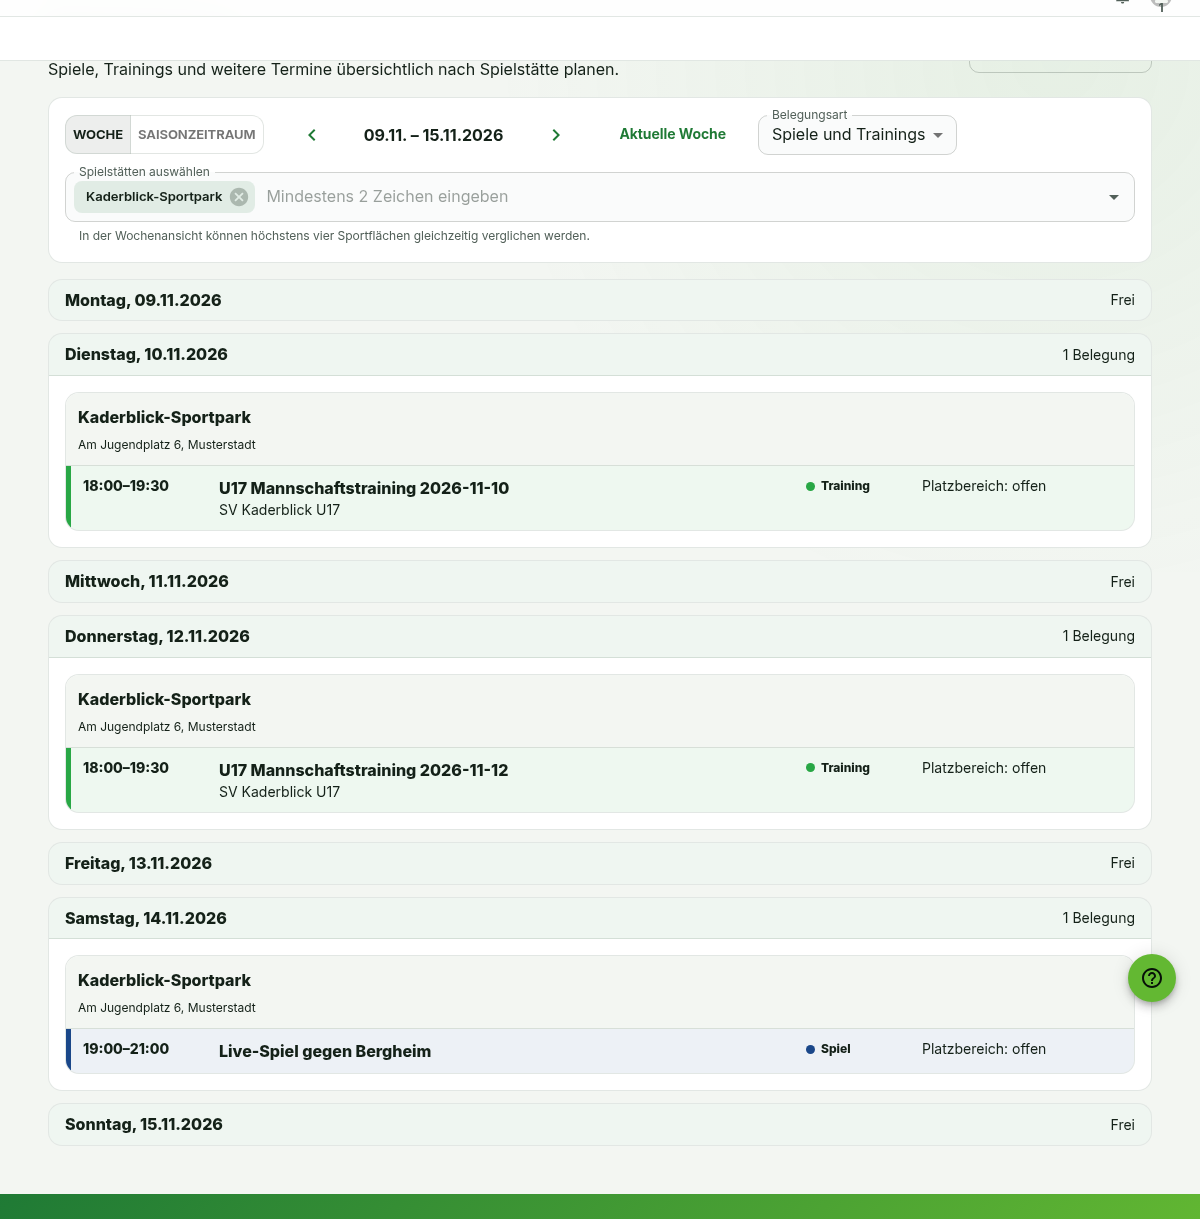 1
Spiele, Trainings und weitere Termine übersichtlich nach Spielstätte planen.
WOCHE SAISONZEITRAUM 09.11. – 15.11.2026 Aktuelle Woche
Belegungsart
Spiele und Trainings
Spielstätten auswählen
Kaderblick-Sportpark Mindestens 2 Zeichen eingeben
In der Wochenansicht können höchstens vier Sportflächen gleichzeitig verglichen werden.
Montag, 09.11.2026 Frei
Dienstag, 10.11.2026 1 Belegung
Kaderblick-Sportpark
Am Jugendplatz 6, Musterstadt
18:00–19:30 U17 Mannschaftstraining 2026-11-10 Training Platzbereich: offen
SV Kaderblick U17
Mittwoch, 11.11.2026 Frei
Donnerstag, 12.11.2026 1 Belegung
Kaderblick-Sportpark
Am Jugendplatz 6, Musterstadt
18:00–19:30 U17 Mannschaftstraining 2026-11-12 Training Platzbereich: offen
SV Kaderblick U17
Freitag, 13.11.2026 Frei
Samstag, 14.11.2026 1 Belegung
Kaderblick-Sportpark
Am Jugendplatz 6, Musterstadt
19:00–21:00 Live-Spiel gegen Bergheim Spiel Platzbereich: offen
Sonntag, 15.11.2026 Frei